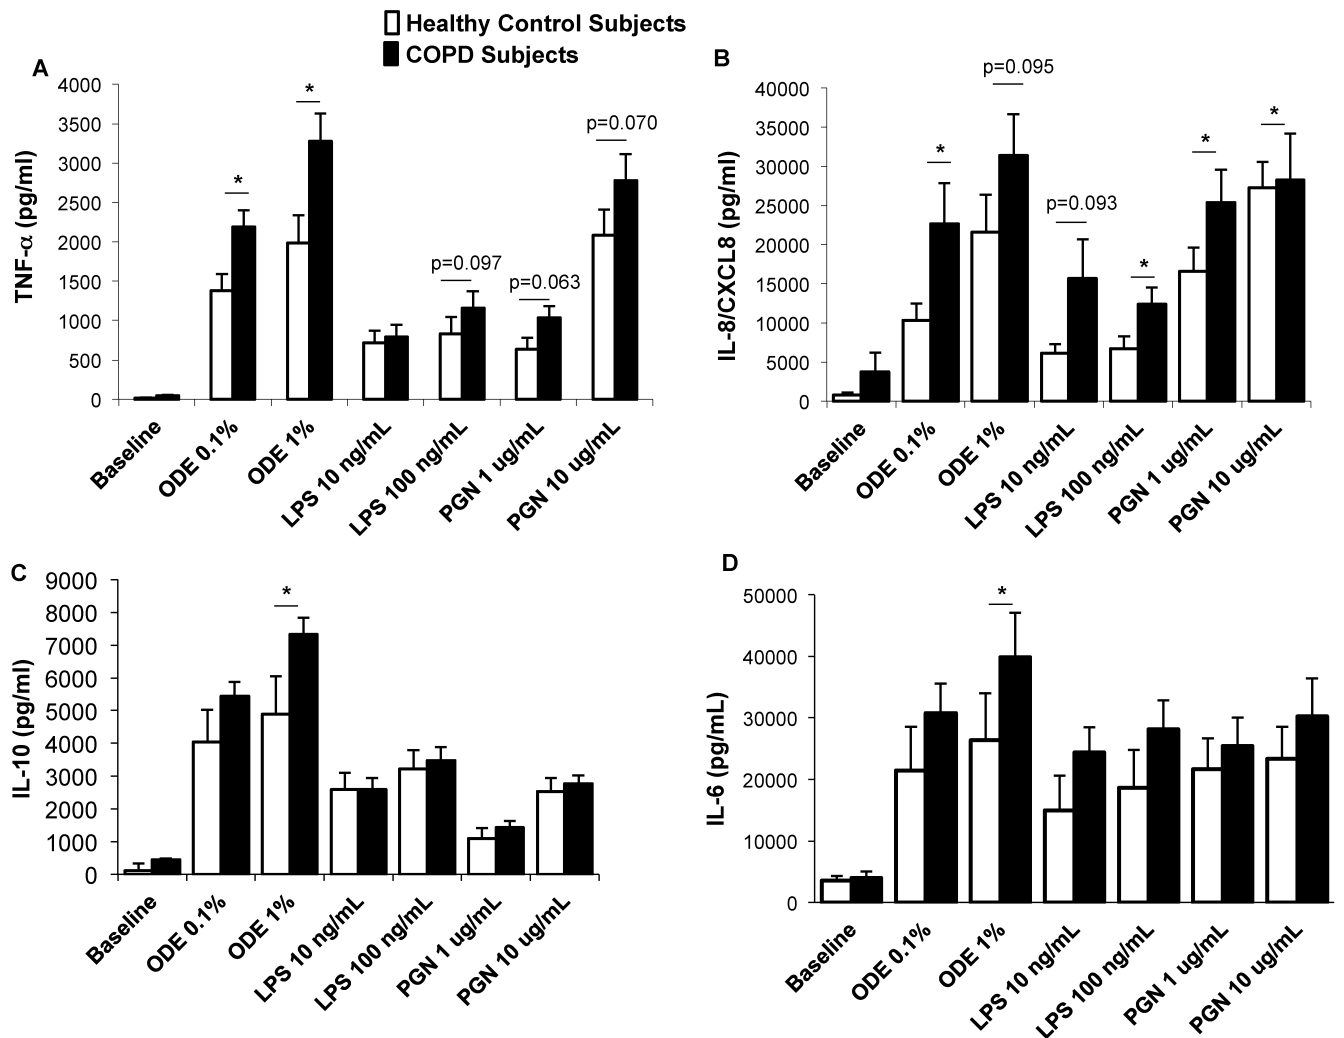 Healthy Control Subjects
COPD Subjects
A
TNF-α (pg/ml)
4000
3500
3000
2500
2000
1500
1000
500
0
*
*
p=0.097
p=0.063
p=0.070
Baseline
ODE 0.1%
ODE 1%
LPS 10 ng/mL
LPS 100 ng/mL
PGN 1 ug/mL
PGN 10 ug/mL
B
IL-8/CXCL8 (pg/ml)
40000
35000
30000
25000
20000
15000
10000
5000
0
*
p=0.095
p=0.093
*
*
*
Baseline
ODE 0.1%
ODE 1%
LPS 10 ng/mL
LPS 100 ng/mL
PGN 1 ug/mL
PGN 10 ug/mL
C
IL-10 (pg/ml)
9000
8000
7000
6000
5000
4000
3000
2000
1000
0
*
Baseline
ODE 0.1%
ODE 1%
LPS 10 ng/mL
LPS 100 ng/mL
PGN 1 ug/mL
PGN 10 ug/mL
D
IL-6 (pg/mL)
50000
40000
30000
20000
10000
0
*
Baseline
ODE 0.1%
ODE 1%
LPS 10 ng/mL
LPS 100 ng/mL
PGN 1 ug/mL
PGN 10 ug/mL